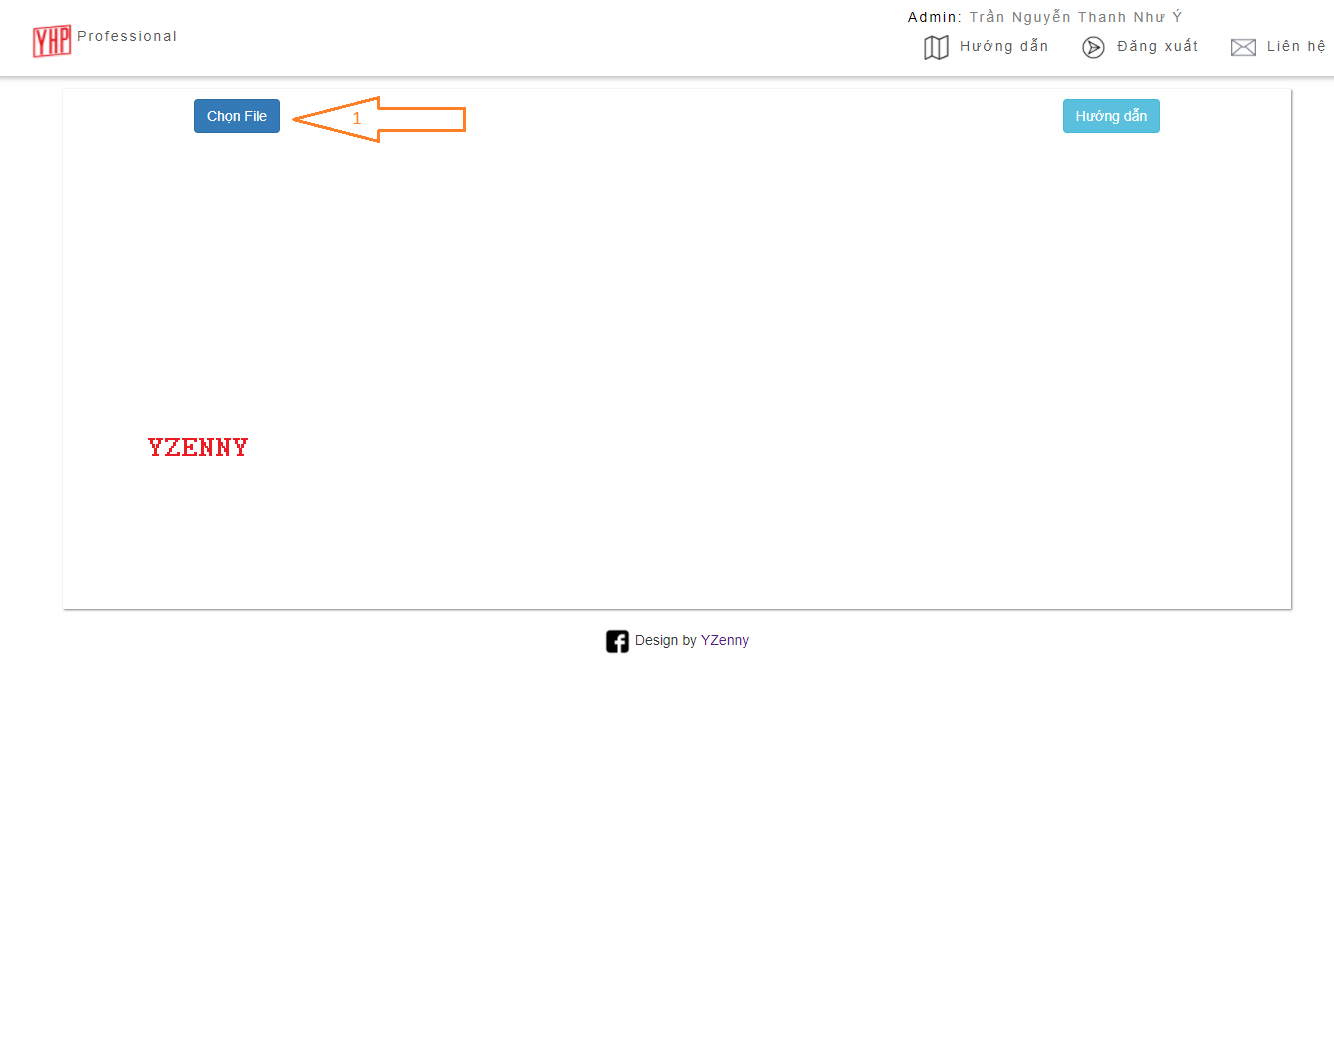 YHP Professional
Admin: Trần Nguyễn Thanh Như Ý
Hướng dẫn Đăng xuất Liên hệ
Chọn File 1 Hướng dẫn
YZENNY
Design by YZenny